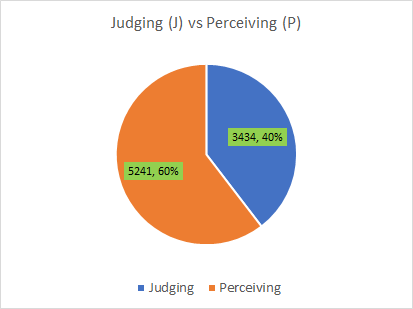 Judging (J) vs Perceiving (P)
3434, 40%
5241, 60%
Judging Perceiving